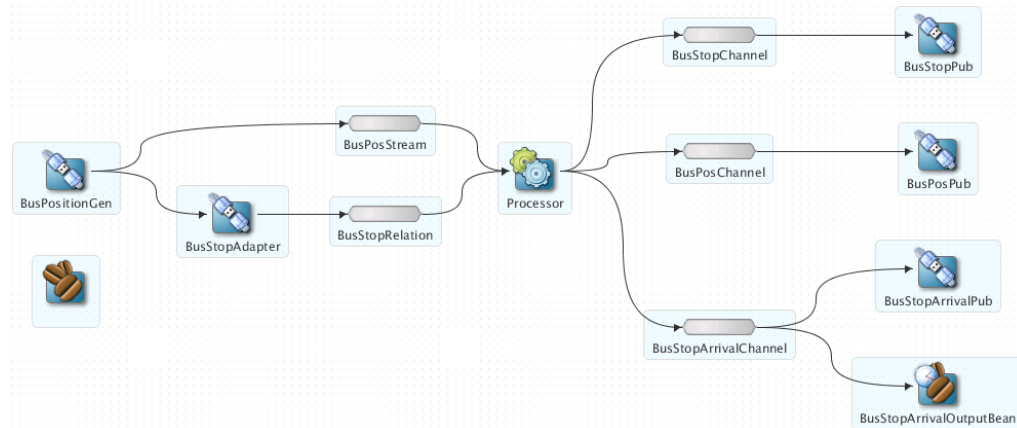 BusStopChannel
BusStopPub
BusPosStream
BusPosChannel
BusPosPub
BusPositionGen
Processor
BusStopAdapter
BusStopRelation
BusStopArrivalPub
BusStopArrivalChannel
BusStopArrivalOutputBean